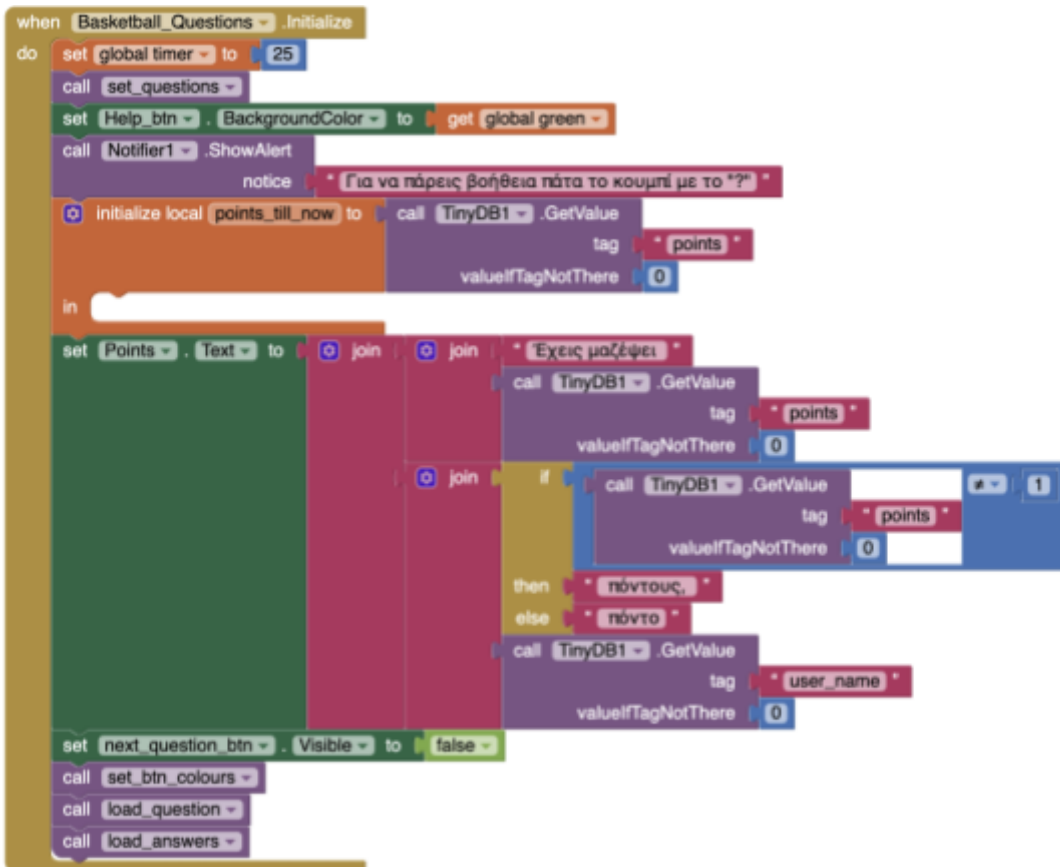 when Basketball_Questions .Initialize
do set global timer to 25
call set_questions
set Help_btn . BackgroundColor to get global green
call Notifier1 .ShowAlert
notice " Για να πάρεις βοήθεια πάτα το κουμπί με το "?" "
initialize local points_till_now to call TinyDB1 .GetValue
tag " points "
valueIfTagNotThere 0
in
set Points . Text to join join " Έχεις μαζέψει "
call TinyDB1 .GetValue
tag " points "
valueIfTagNotThere 0
join if call TinyDB1 .GetValue ≠ 1
tag " points "
valueIfTagNotThere 0
then " πόντους, "
else " πόντο "
call TinyDB1 .GetValue
tag " user_name "
valueIfTagNotThere 0
set next_question_btn . Visible to false
call set_btn_colours
call load_question
call load_answers